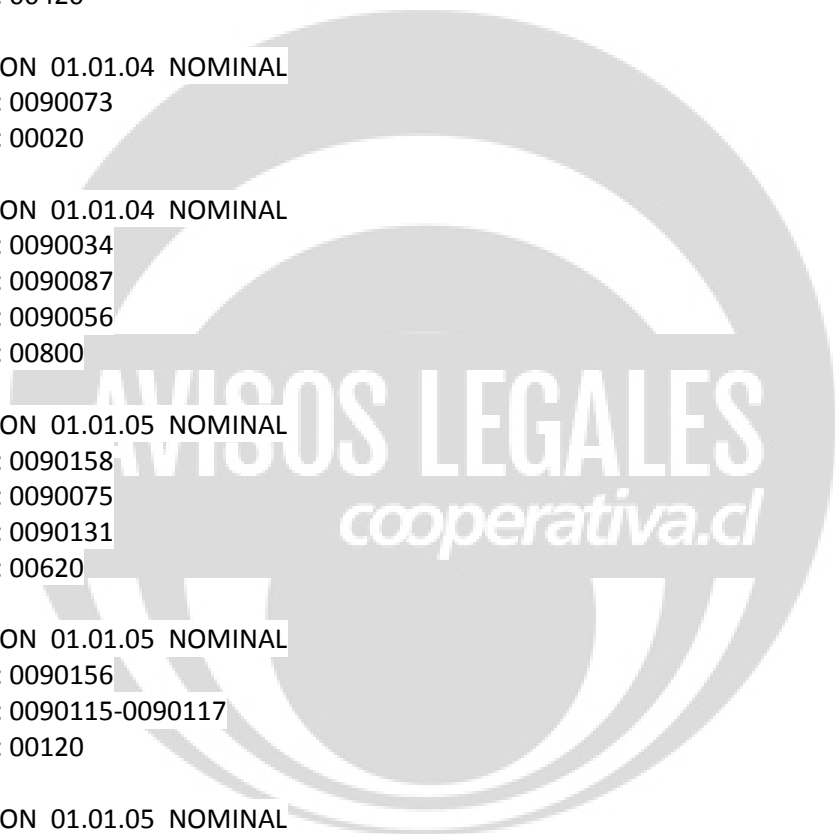 ON 01.01.04 NOMINAL
: 0090073
: 00020
ON 01.01.04 NOMINAL
: 0090034
: 0090087
: 0090056
: 00800
ON 01.01.05 NOMINAL
: 0090158
: 0090075
: 0090131
: 00620
ON 01.01.05 NOMINAL
: 0090156
: 0090115-0090117
: 00120
ON 01.01.05 NOMINAL
AVISOS LEGALES
cooperativa.cl